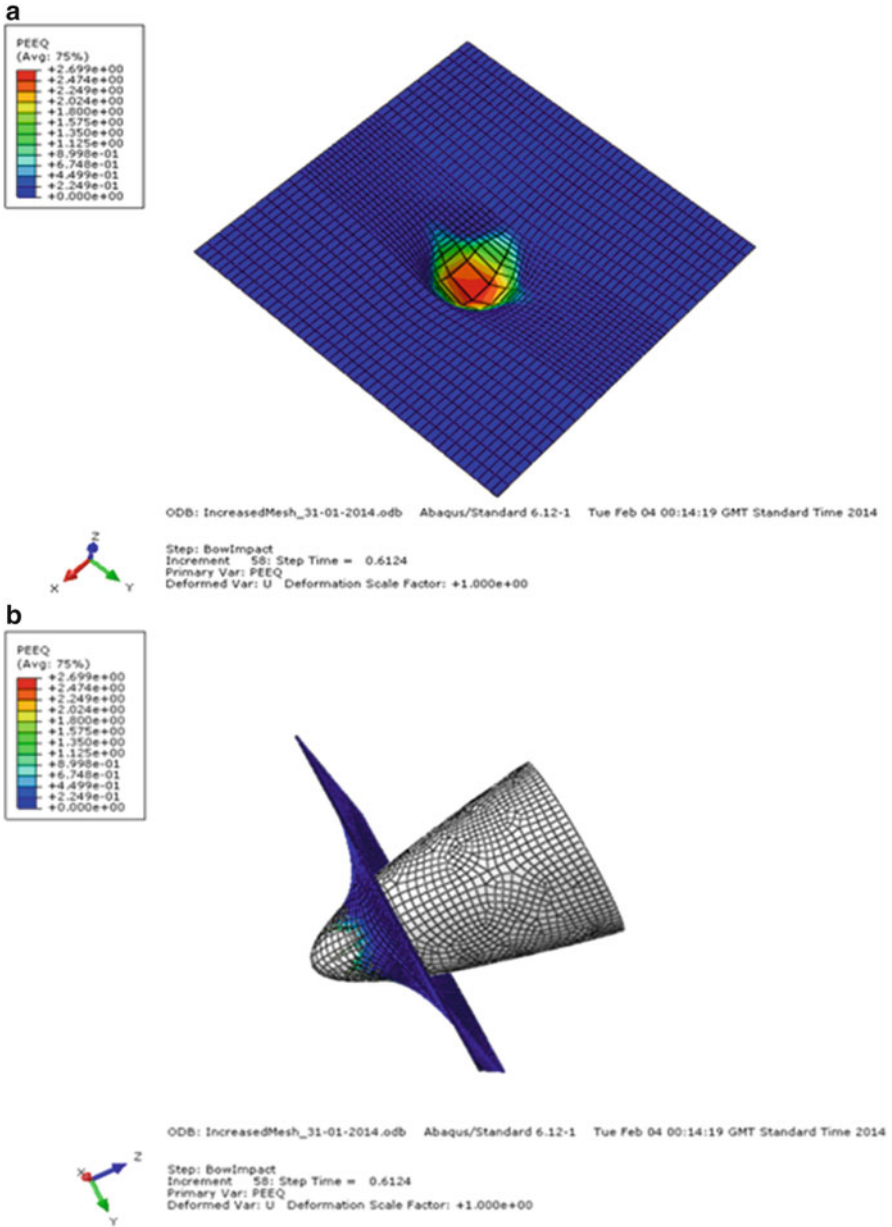 a
PEEQ
(Avg: 75%)
+2.699e+00
+2.474e+00
+2.249e+00
+2.024e+00
+1.800e+00
+1.575e+00
+1.350e+00
+1.125e+00
+8.998e-01
+6.748e-01
+4.499e-01
+2.249e-01
+0.000e+00
ODB: IncreasedMesh_31-01-2014.odb Abaqus/Standard 6.12-1 Tue Feb 04 00:14:19 GMT Standard Time 2014
Z
X
Y
Step: BowImpact
Increment 58: Step Time = 0.6124
Primary Var: PEEQ
Deformed Var: U Deformation Scale Factor: +1.000e+00
b
PEEQ
(Avg: 75%)
+2.699e+00
+2.474e+00
+2.249e+00
+2.024e+00
+1.800e+00
+1.575e+00
+1.350e+00
+1.125e+00
+8.998e-01
+6.748e-01
+4.499e-01
+2.249e-01
+0.000e+00
ODB: IncreasedMesh_31-01-2014.odb Abaqus/Standard 6.12-1 Tue Feb 04 00:14:19 GMT Standard Time 2014
X
Z
Y
Step: BowImpact
Increment 58: Step Time = 0.6124
Primary Var: PEEQ
Deformed Var: U Deformation Scale Factor: +1.000e+00